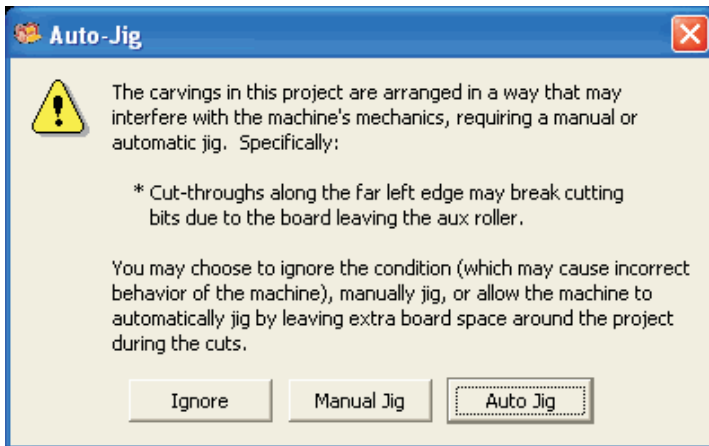 Auto-Jig
The carvings in this project are arranged in a way that may
interfere with the machine's mechanics, requiring a manual or
automatic jig.  Specifically:
* Cut-throughs along the far left edge may break cutting
bits due to the board leaving the aux roller.
You may choose to ignore the condition (which may cause incorrect
behavior of the machine), manually jig, or allow the machine to
automatically jig by leaving extra board space around the project
during the cuts.
Ignore
Manual Jig
Auto Jig